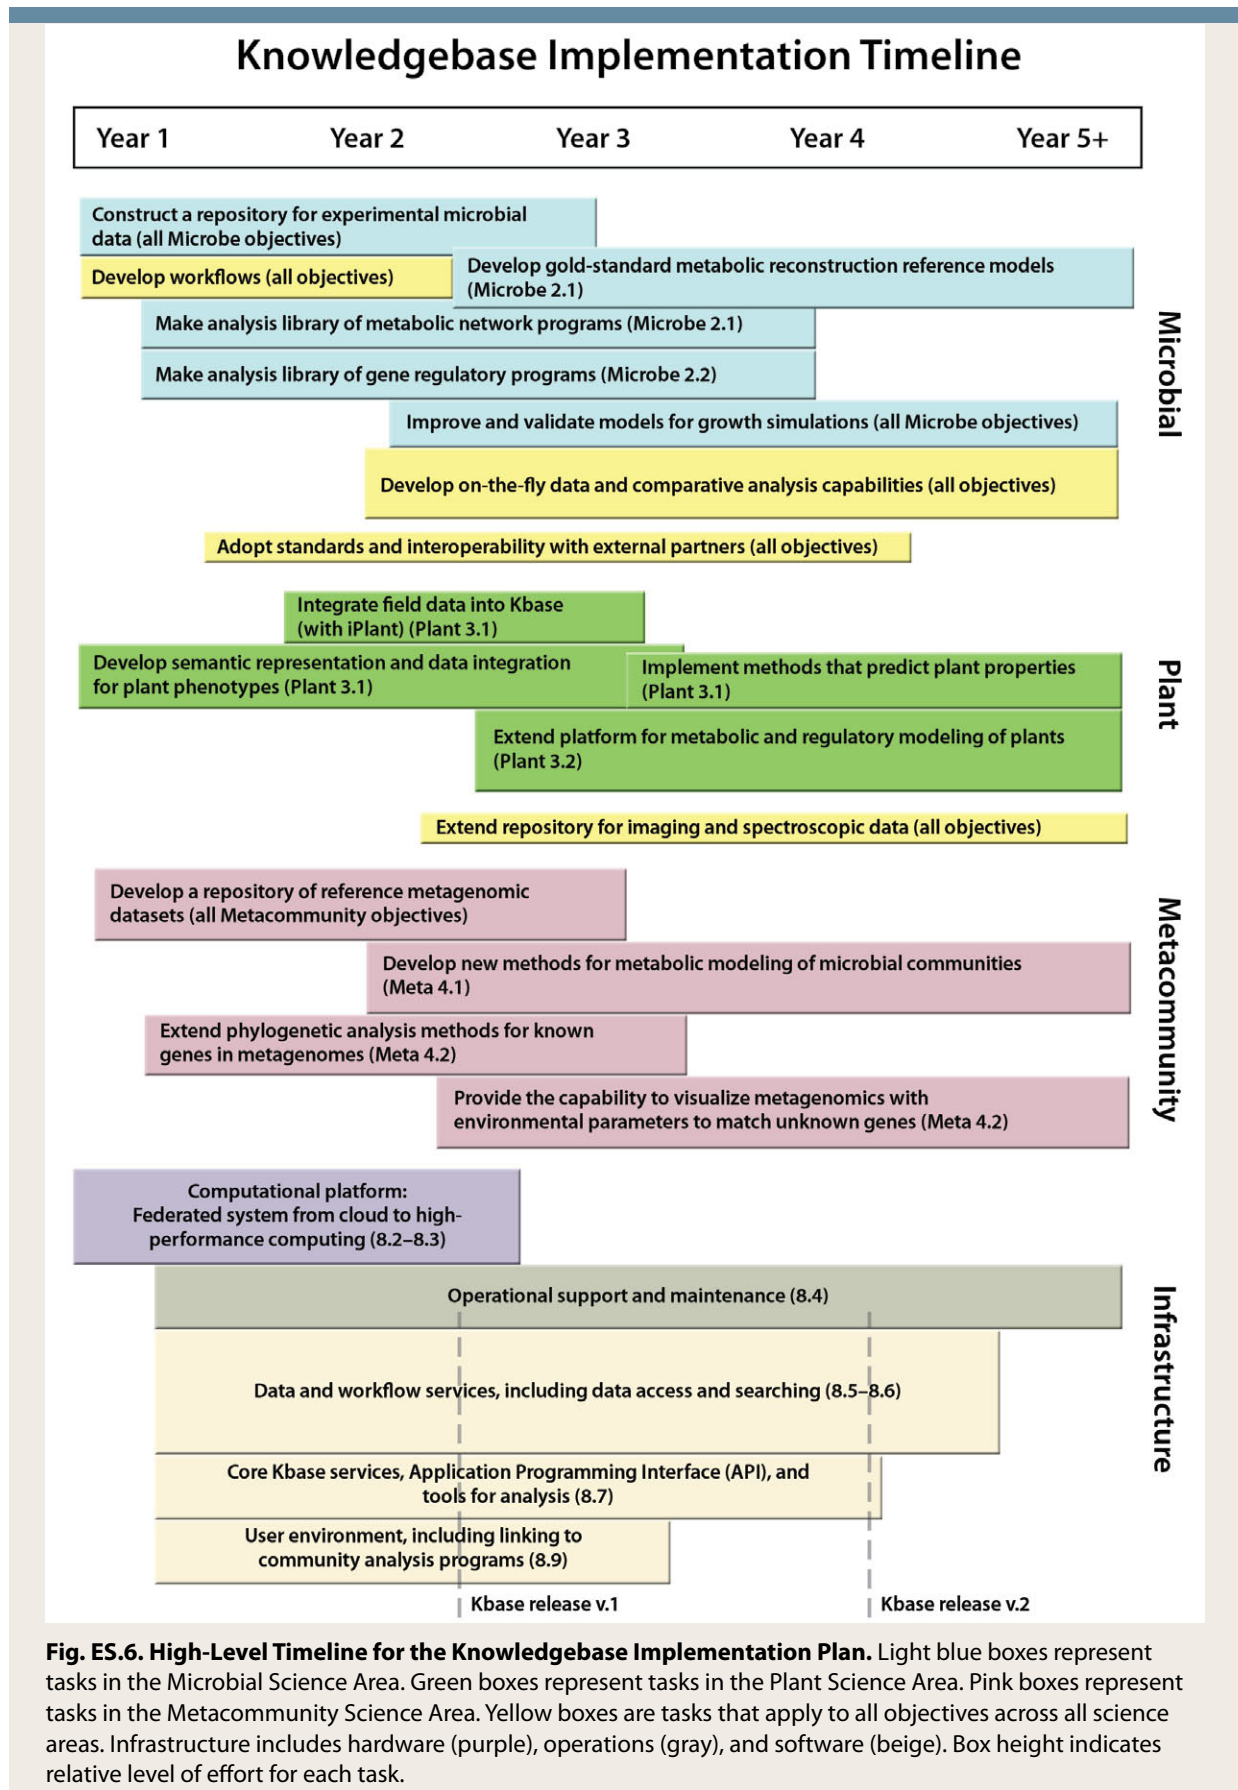 Knowledgebase Implementation Timeline
Year 1 Year 2 Year 3 Year 4 Year 5+
Construct a repository for experimental microbial
data (all Microbe objectives)
Develop workflows (all objectives)
Develop gold-standard metabolic reconstruction reference models
(Microbe 2.1)
Make analysis library of metabolic network programs (Microbe 2.1)
Make analysis library of gene regulatory programs (Microbe 2.2)
Improve and validate models for growth simulations (all Microbe objectives)
Develop on-the-fly data and comparative analysis capabilities (all objectives)
Adopt standards and interoperability with external partners (all objectives)
Microbial
Integrate field data into Kbase
(with iPlant) (Plant 3.1)
Develop semantic representation and data integration
for plant phenotypes (Plant 3.1)
Implement methods that predict plant properties
(Plant 3.1)
Extend platform for metabolic and regulatory modeling of plants
(Plant 3.2)
Extend repository for imaging and spectroscopic data (all objectives)
Plant
Develop a repository of reference metagenomic
datasets (all Metacommunity objectives)
Develop new methods for metabolic modeling of microbial communities
(Meta 4.1)
Extend phylogenetic analysis methods for known
genes in metagenomes (Meta 4.2)
Provide the capability to visualize metagenomics with
environmental parameters to match unknown genes (Meta 4.2)
Metacommunity
Computational platform:
Federated system from cloud to high-
performance computing (8.2–8.3)
Operational support and maintenance (8.4)
Data and workflow services, including data access and searching (8.5–8.6)
Core Kbase services, Application Programming Interface (API), and
tools for analysis (8.7)
User environment, including linking to
community analysis programs (8.9)
Infrastructure
Kbase release v.1
Kbase release v.2
Fig. ES.6. High-Level Timeline for the Knowledgebase Implementation Plan. Light blue boxes represent
tasks in the Microbial Science Area. Green boxes represent tasks in the Plant Science Area. Pink boxes represent
tasks in the Metacommunity Science Area. Yellow boxes are tasks that apply to all objectives across all science
areas. Infrastructure includes hardware (purple), operations (gray), and software (beige). Box height indicates
relative level of effort for each task.